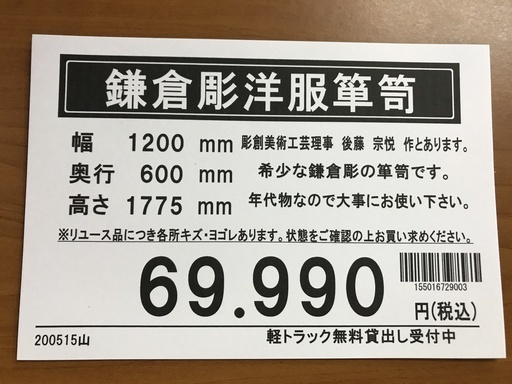 鎌倉彫洋服箪笥
幅 1200 mm 彫創美術工芸理事 後藤 宗悦 作とあります。
奥行 600 mm 希少な鎌倉彫の箪笥です。
高さ 1775 mm 年代物なので大事にお使い下さい。
※リユース品につき各所キズ・ヨゴレあります。状態をご確認の上お買い求めください。
69.990 円(税込)
155016729003
200515山 軽トラック無料貸出し受付中